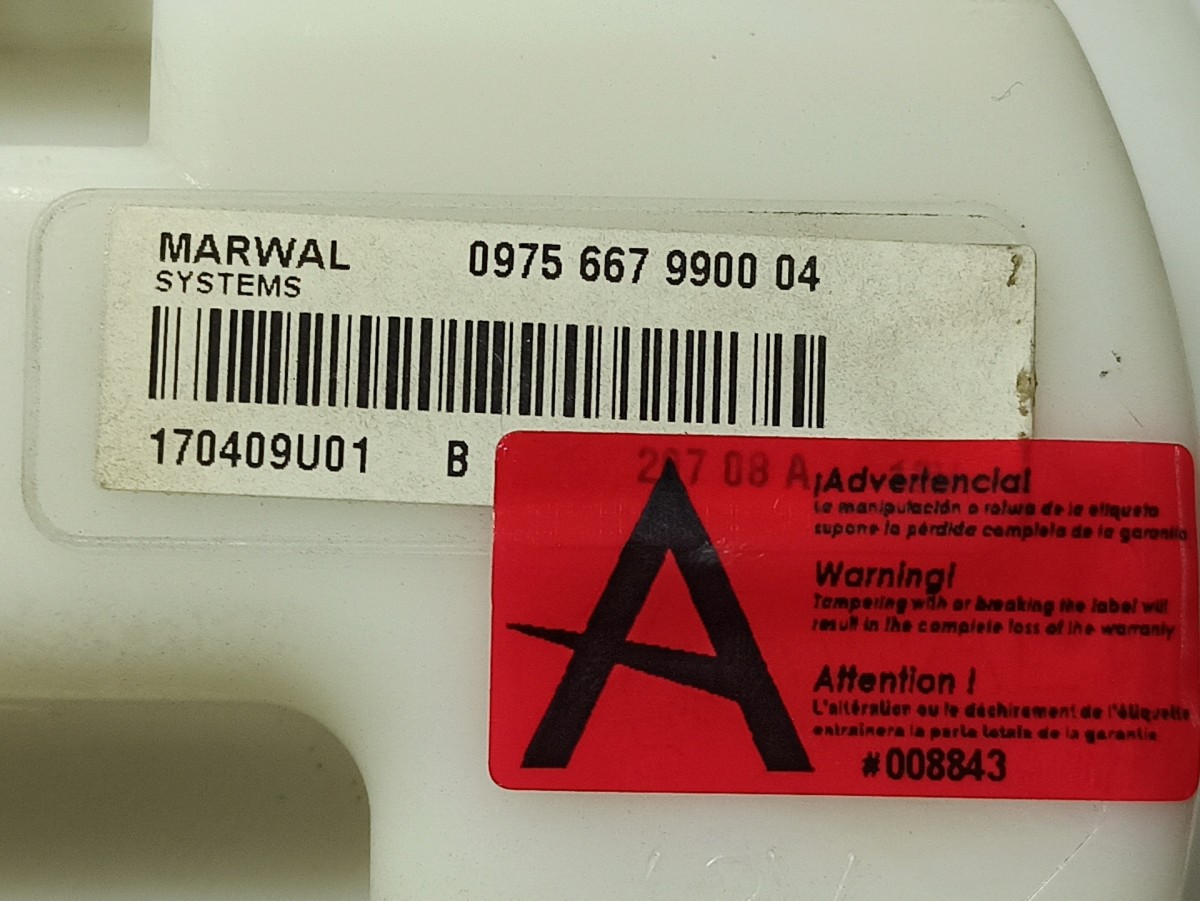 MARWAL 0975 667 9900 04
SYSTEMS
170409U01 B 267 08 A
¡Advertencia!
La manipulación o rotura de la etiqueta
supone la pérdida completa de la garantía
Warning!
Tampering with or breaking the label will
result in the complete loss of the warranty
Attention !
L'altération ou le déchirement de l'étiquette
entraînera la perte totale de la garantie
#008843